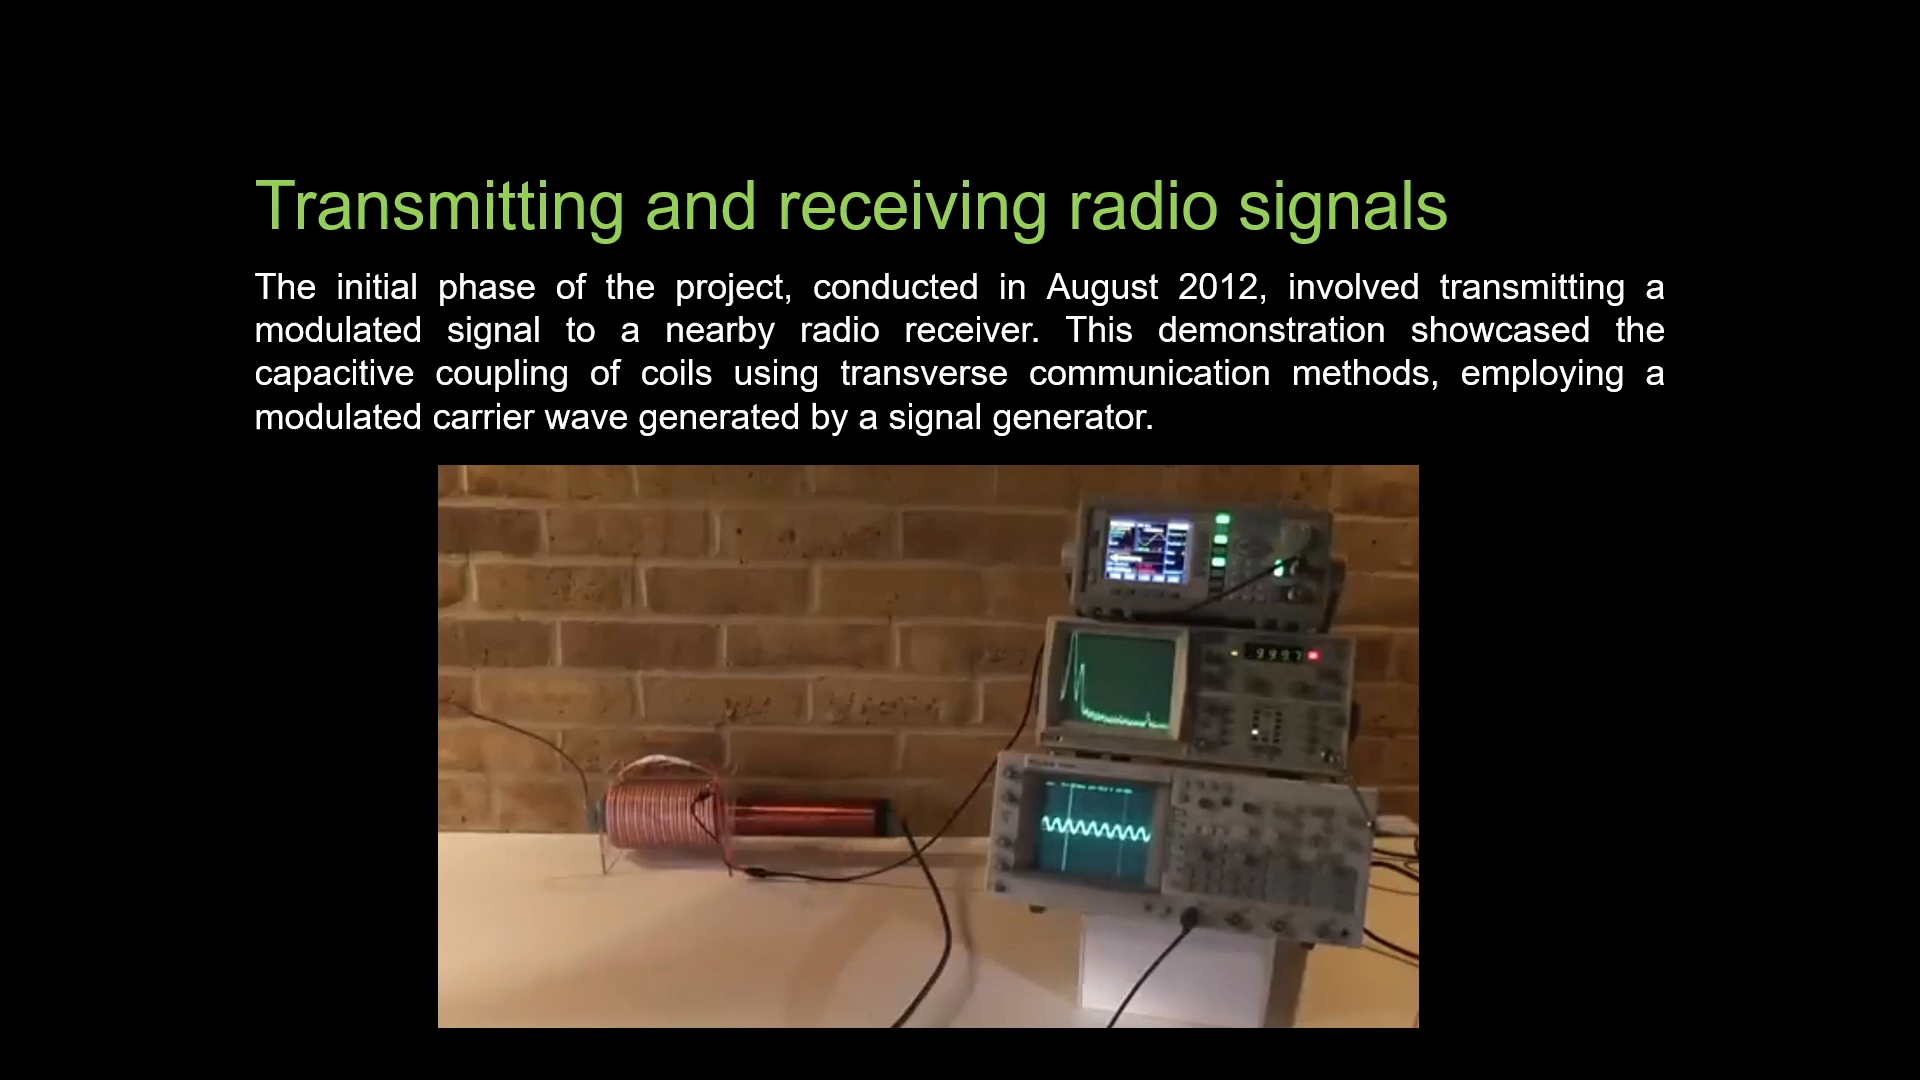 Transmitting and receiving radio signals
The initial phase of the project, conducted in August 2012, involved transmitting a
modulated signal to a nearby radio receiver. This demonstration showcased the
capacitive coupling of coils using transverse communication methods, employing a
modulated carrier wave generated by a signal generator.